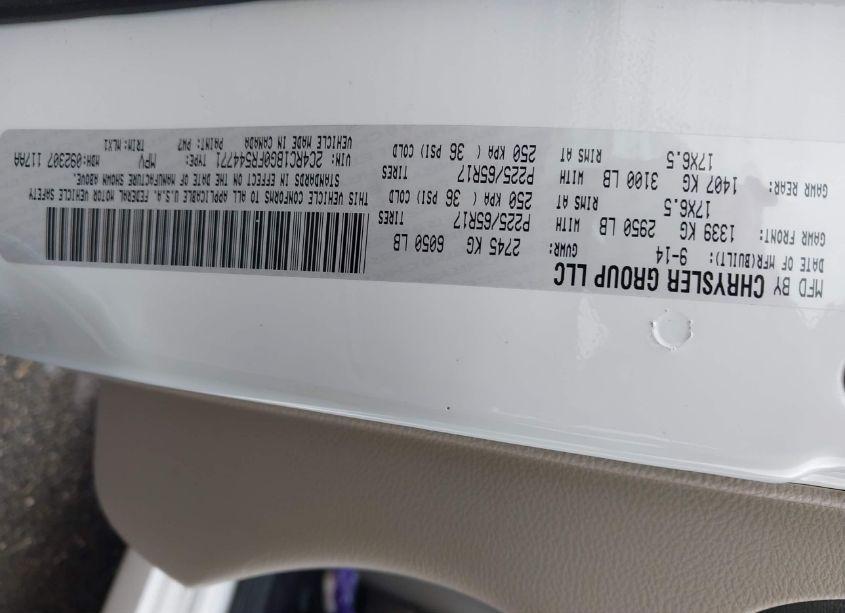 MFD BY CHRYSLER GROUP LLC
DATE OF MFR(BUILT): 9-14 GVWR: 2745 KG 6050 LB
GAWR FRONT: 1339 KG 2950 LB WITH P225/65R17 TIRES
17X6.5 RIMS AT 250 KPA ( 36 PSI) COLD
GAWR REAR: 1407 KG 3100 LB WITH P225/65R17 TIRES
17X6.5 RIMS AT 250 KPA ( 36 PSI) COLD
THIS VEHICLE CONFORMS TO ALL APPLICABLE U.S.A. FEDERAL MOTOR VEHICLE SAFETY
STANDARDS IN EFFECT ON THE DATE OF MANUFACTURE SHOWN ABOVE.
VIN: 2C4RC1BG0FR544771 TYPE: MPV MDH: 092307 117AA
VEHICLE MADE IN CANADA PAINT: PW7 TRIM: MLX1